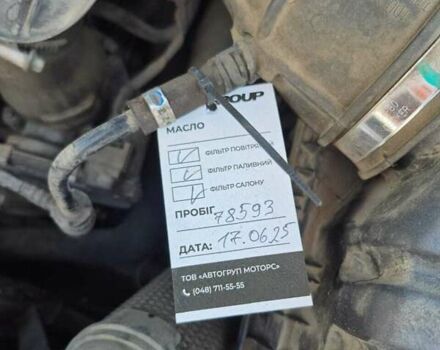 ROUP
МАСЛО
ФІЛЬТР ПОВІТРЯ
ФІЛЬТР ПАЛИВНИЙ
ФІЛЬТР САЛОНУ
ПРОБІГ 78593
ДАТА: 17.06.25
ТОВ «АВТОГРУП МОТОРС»
(048) 711-55-55